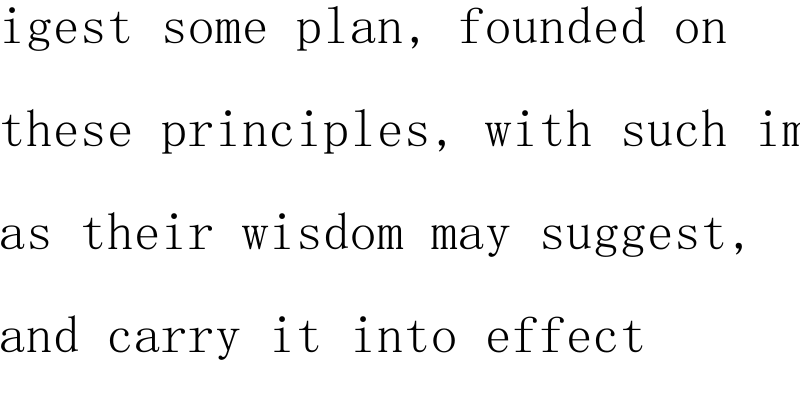 igest some plan, founded on
these principles, with such im
as their wisdom may suggest,
and carry it into effect